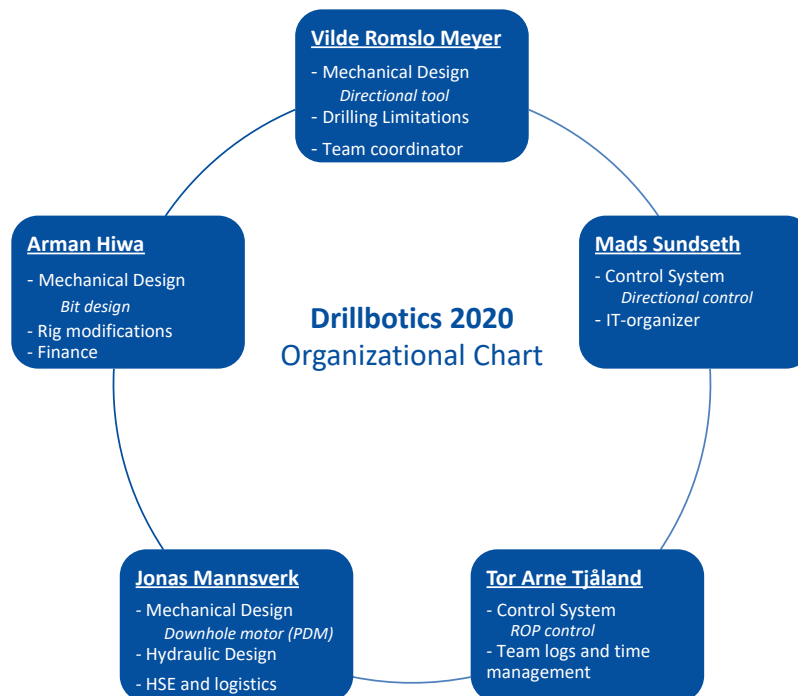 Vilde Romslo Meyer
- Mechanical Design
Directional tool
- Drilling Limitations
- Team coordinator
Arman Hiwa
- Mechanical Design
Bit design
- Rig modifications
- Finance
Mads Sundseth
- Control System
Directional control
- IT-organizer
Drillbotics 2020
Organizational Chart
Jonas Mannsverk
- Mechanical Design
Downhole motor (PDM)
- Hydraulic Design
- HSE and logistics
Tor Arne Tjåland
- Control System
ROP control
- Team logs and time
management